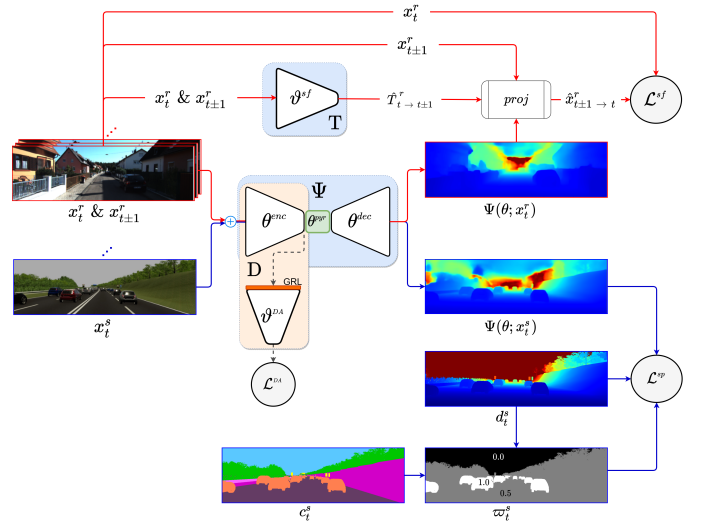 x_t^r
x_{t±1}^r
x_t^r & x_{t±1}^r
ϑ^{sf}
T
T̂_{t → t±1}^r
proj
x̂_{t±1 → t}^r
ℒ^{sf}
x_t^r & x_{t±1}^r
Ψ
θ^{enc}
θ^{pyr}
θ^{dec}
Ψ(θ; x_t^r)
D
GRL
ϑ^{DA}
x_t^s
Ψ(θ; x_t^s)
ℒ^{DA}
ℒ^{sp}
d_t^s
0.0
1.0
0.5
c_t^s
ϖ_t^s